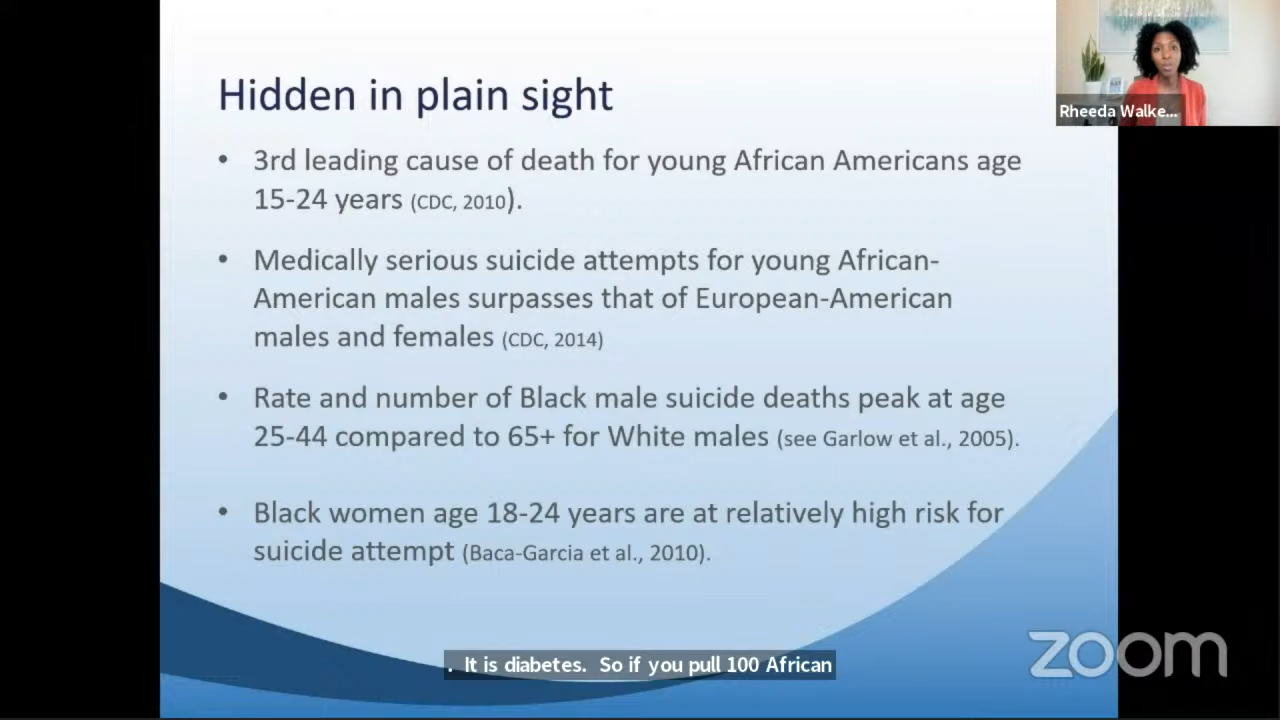 Hidden in plain sight
• 3rd leading cause of death for young African Americans age
15-24 years (CDC, 2010).
• Medically serious suicide attempts for young African-
American males surpasses that of European-American
males and females (CDC, 2014)
• Rate and number of Black male suicide deaths peak at age
25-44 compared to 65+ for White males (see Garlow et al., 2005).
• Black women age 18-24 years are at relatively high risk for
suicide attempt (Baca-Garcia et al., 2010).
Rheeda Walke...
. It is diabetes. So if you pull 100 African
zoom